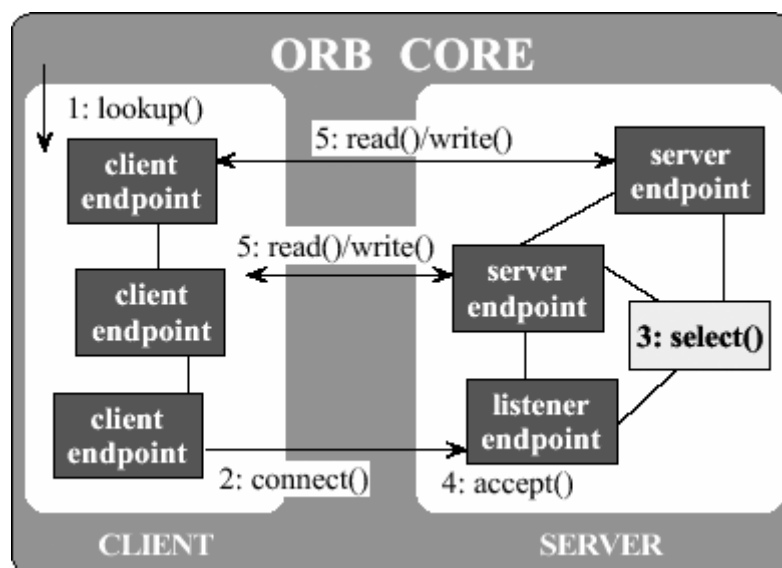 ORB CORE
1: lookup()
5: read()/write()
client
endpoint
server
endpoint
5: read()/write()
client
endpoint
server
endpoint
3: select()
client
endpoint
listener
endpoint
2: connect()
4: accept()
CLIENT
SERVER